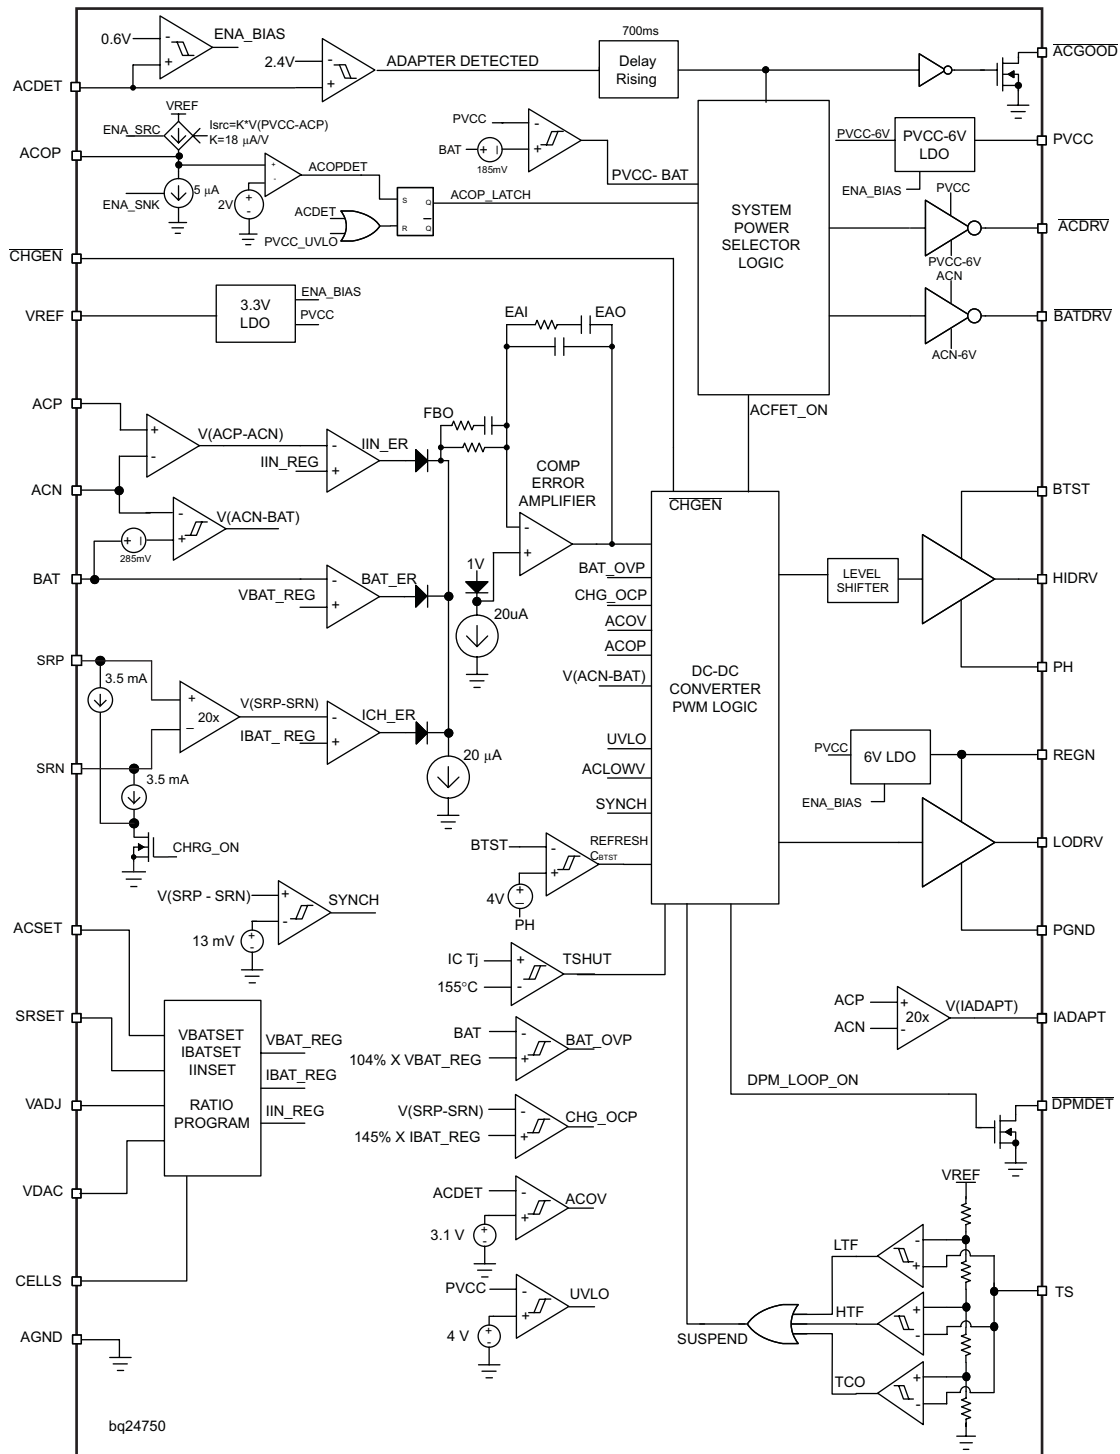 0.6V
ENA_BIAS
2.4V
ADAPTER DETECTED
700ms
Delay
Rising
ACGOOD
ACDET
VREF
ENA_SRC
Isrc=K*V(PVCC-ACP)
K=18 µA/V
ACOP
5 µA
ENA_SNK
2V
+
-
ACOPDET
S
Q
R
Q
ACOP_LATCH
ACDET
PVCC_UVLO
PVCC
BAT
185mV
PVCC- BAT
SYSTEM
POWER
SELECTOR
LOGIC
PVCC-6V
PVCC-6V
LDO
ENA_BIAS
PVCC
PVCC
ACDRV
PVCC-6V
ACN
BATDRV
ACN-6V
CHGEN
VREF
3.3V
LDO
ENA_BIAS
PVCC
EAI
EAO
ACFET_ON
ACP
V(ACP-ACN)
FBO
IIN_ER
IIN_REG
COMP
ERROR
AMPLIFIER
ACN
V(ACN-BAT)
285mV
CHGEN
BTST
BAT
BAT_ER
VBAT_REG
1V
20uA
BAT_OVP
CHG_OCP
ACOV
ACOP
V(ACN-BAT)
DC-DC
CONVERTER
PWM LOGIC
LEVEL
SHIFTER
HIDRV
PH
SRP
3.5 mA
20x
V(SRP-SRN)
ICH_ER
IBAT_ REG
20 µA
SRN
3.5 mA
CHRG_ON
UVLO
ACLOWV
SYNCH
PVCC
6V LDO
ENA_BIAS
REGN
BTST
REFRESH
CBTST
4V
PH
LODRV
V(SRP - SRN)
SYNCH
13 mV
PGND
IC Tj
155°C
TSHUT
ACSET
SRSET
VADJ
VDAC
CELLS
AGND
VBATSET
IBATSET
IINSET
RATIO
PROGRAM
VBAT_REG
IBAT_REG
IIN_REG
BAT
104% X VBAT_REG
BAT_OVP
V(SRP-SRN)
145% X IBAT_REG
CHG_OCP
ACDET
3.1 V
ACOV
PVCC
4 V
UVLO
ACP
ACN
20x
V(IADAPT)
IADAPT
DPM_LOOP_ON
DPMDET
VREF
LTF
HTF
TCO
SUSPEND
TS
bq24750